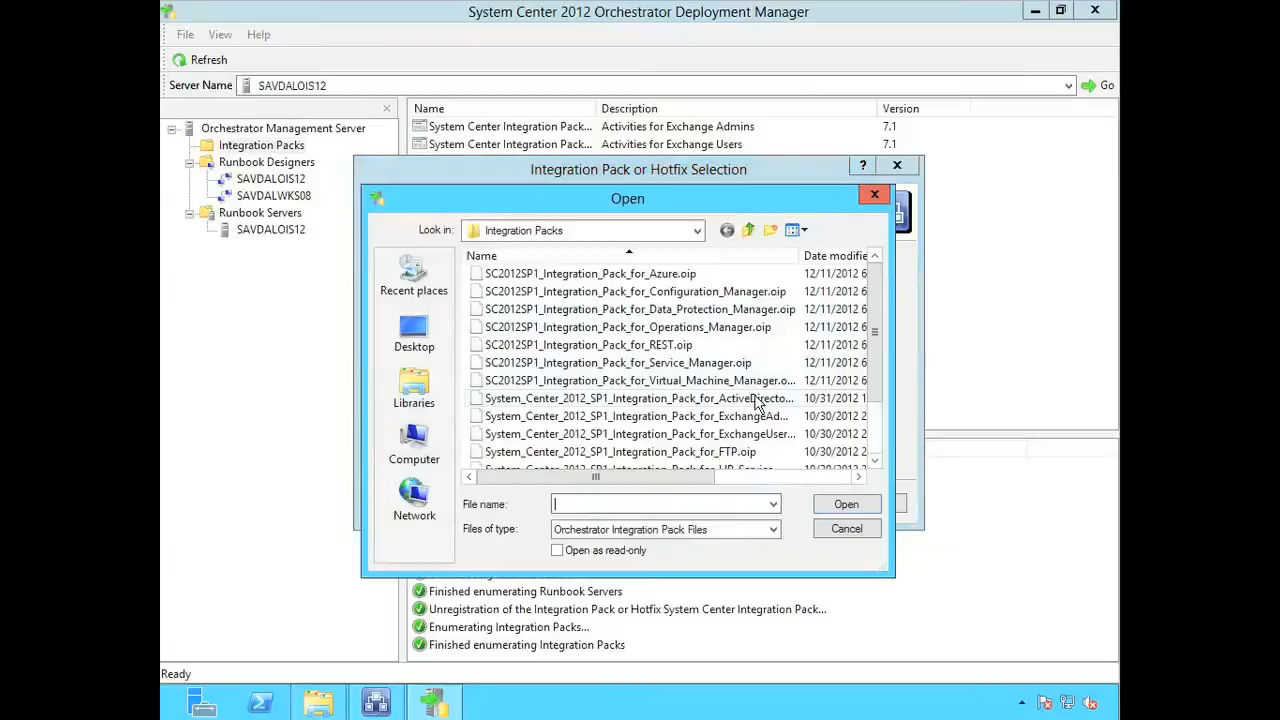 System Center 2012 Orchestrator Deployment Manager
File View Help
Refresh
Server Name SAVDALOIS12 Go
Orchestrator Management Server
Integration Packs
Runbook Designers
SAVDALOIS12
SAVDALWKS08
Runbook Servers
SAVDALOIS12
Name Description Version
System Center Integration Pack... Activities for Exchange Admins 7.1
System Center Integration Pack... Activities for Exchange Users 7.1
Integration Pack or Hotfix Selection
Open
Look in: Integration Packs
Recent places
Desktop
Libraries
Computer
Network
Name Date modifie
SC2012SP1_Integration_Pack_for_Azure.oip 12/11/2012 6
SC2012SP1_Integration_Pack_for_Configuration_Manager.oip 12/11/2012 6
SC2012SP1_Integration_Pack_for_Data_Protection_Manager.oip 12/11/2012 6
SC2012SP1_Integration_Pack_for_Operations_Manager.oip 12/11/2012 6
SC2012SP1_Integration_Pack_for_REST.oip 12/11/2012 6
SC2012SP1_Integration_Pack_for_Service_Manager.oip 12/11/2012 6
SC2012SP1_Integration_Pack_for_Virtual_Machine_Manager.o... 12/11/2012 6
System_Center_2012_SP1_Integration_Pack_for_ActiveDirecto... 10/31/2012 1
System_Center_2012_SP1_Integration_Pack_for_ExchangeAd... 10/30/2012 2
System_Center_2012_SP1_Integration_Pack_for_ExchangeUser... 10/30/2012 2
System_Center_2012_SP1_Integration_Pack_for_FTP.oip 10/30/2012 2
File name: Open
Files of type: Orchestrator Integration Pack Files Cancel
Open as read-only
Finished enumerating Runbook Servers
Unregistration of the Integration Pack or Hotfix System Center Integration Pack...
Enumerating Integration Packs...
Finished enumerating Integration Packs
Ready